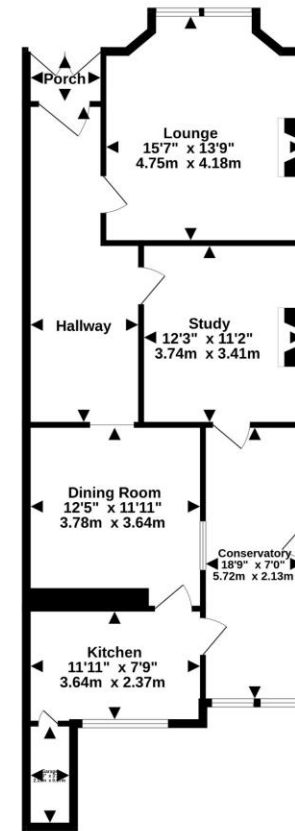 Porch
Lounge
15'7" x 13'9"
4.75m x 4.18m
Hallway
Study
12'3" x 11'2"
3.74m x 3.41m
Dining Room
12'5" x 11'11"
3.78m x 3.64m
Conservatory
18'9" x 7'0"
5.72m x 2.13m
Kitchen
11'11" x 7'9"
3.64m x 2.37m